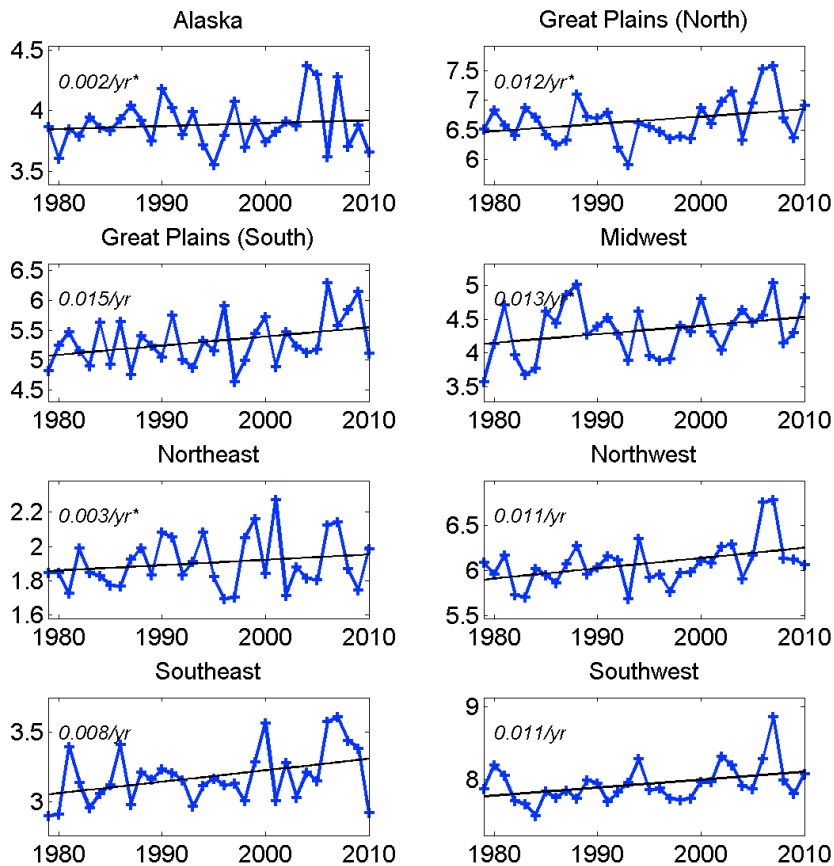 Alaska
4.5
4
3.5
0.002/yr*
1980 1990 2000 2010
Great Plains (North)
7.5
7
6.5
6
0.012/yr*
1980 1990 2000 2010
Great Plains (South)
6.5
6
5.5
5
4.5
0.015/yr
1980 1990 2000 2010
Midwest
5
4.5
4
3.5
0.013/yr*
1980 1990 2000 2010
Northeast
2.2
2
1.8
1.6
0.003/yr*
1980 1990 2000 2010
Northwest
6.5
6
5.5
0.011/yr
1980 1990 2000 2010
Southeast
3.5
3
0.008/yr
1980 1990 2000 2010
Southwest
9
8
0.011/yr
1980 1990 2000 2010